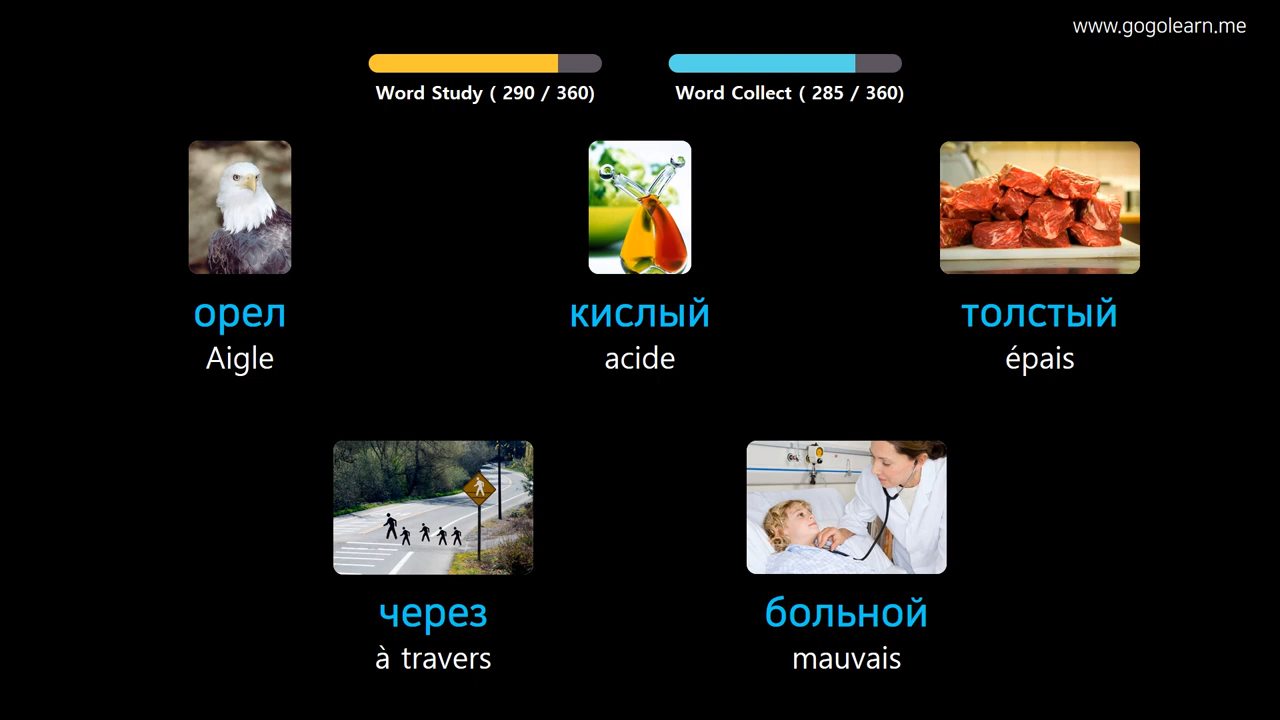 www.gogolearn.me
Word Study ( 290 / 360)
Word Collect ( 285 / 360)
орел
Aigle
кислый
acide
толстый
épais
через
à travers
больной
mauvais